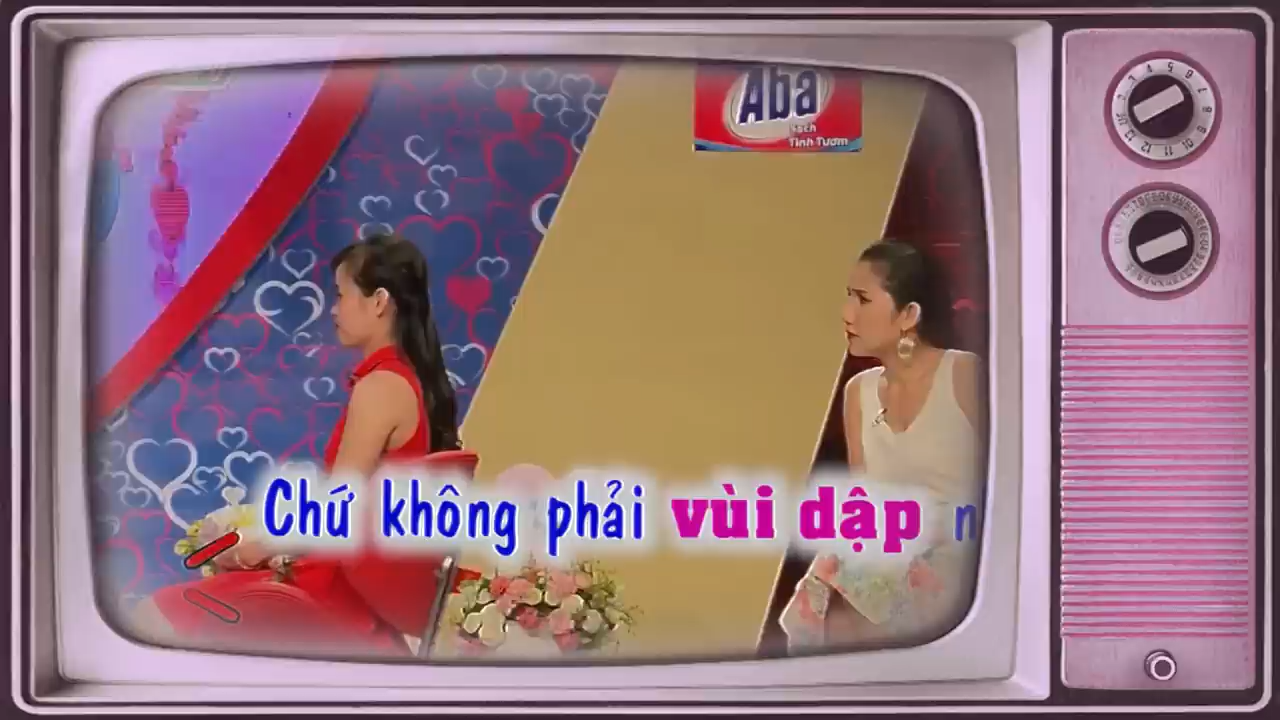 Aba
Sạch
Tinh Tươm
Chứ không phải vùi dập n